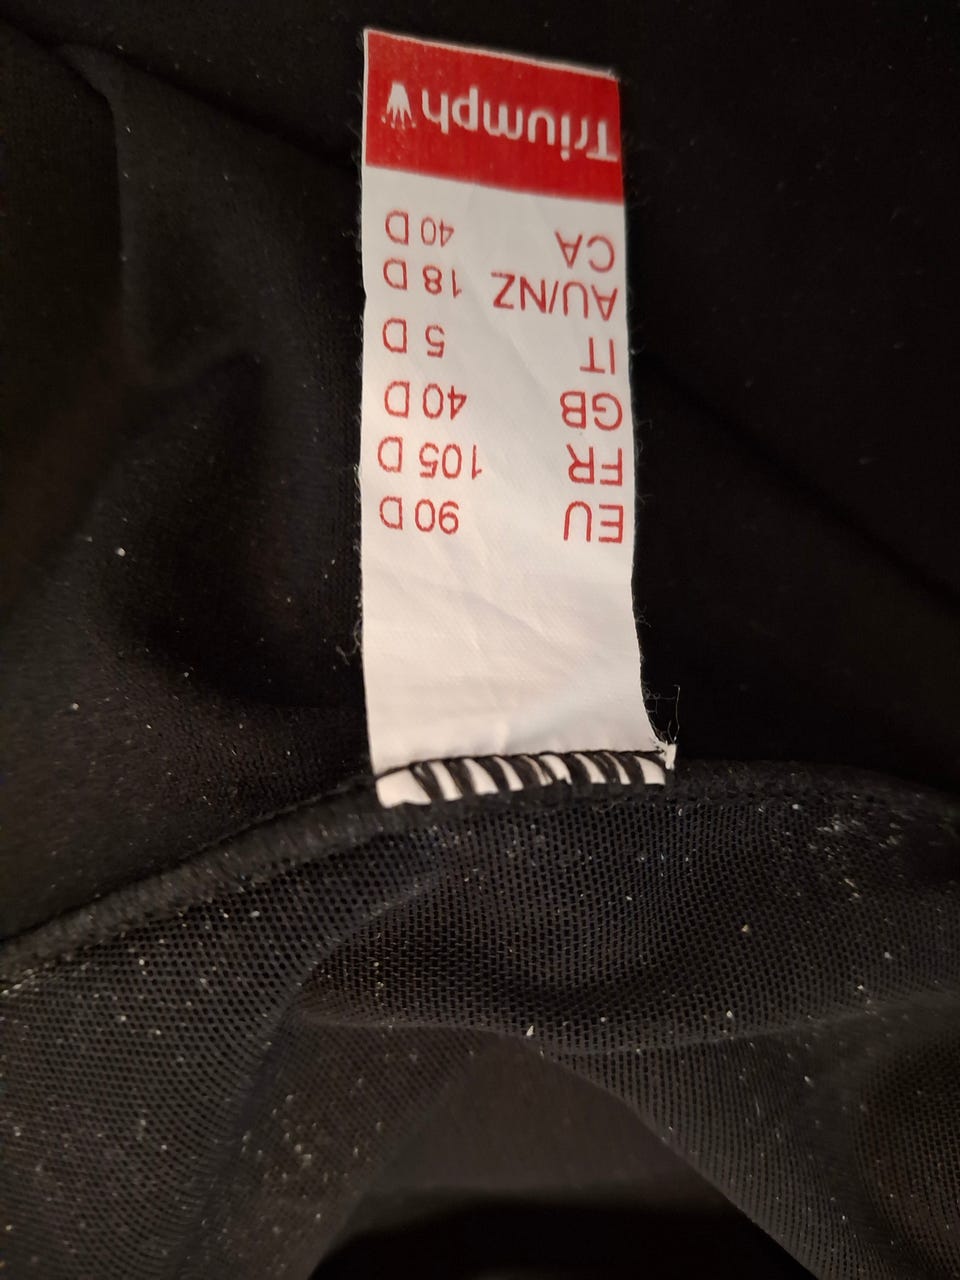 Triumph
CA 40 D
AU/NZ 18 D
IT 5 D
GB 40 D
FR 105 D
EU 90 D